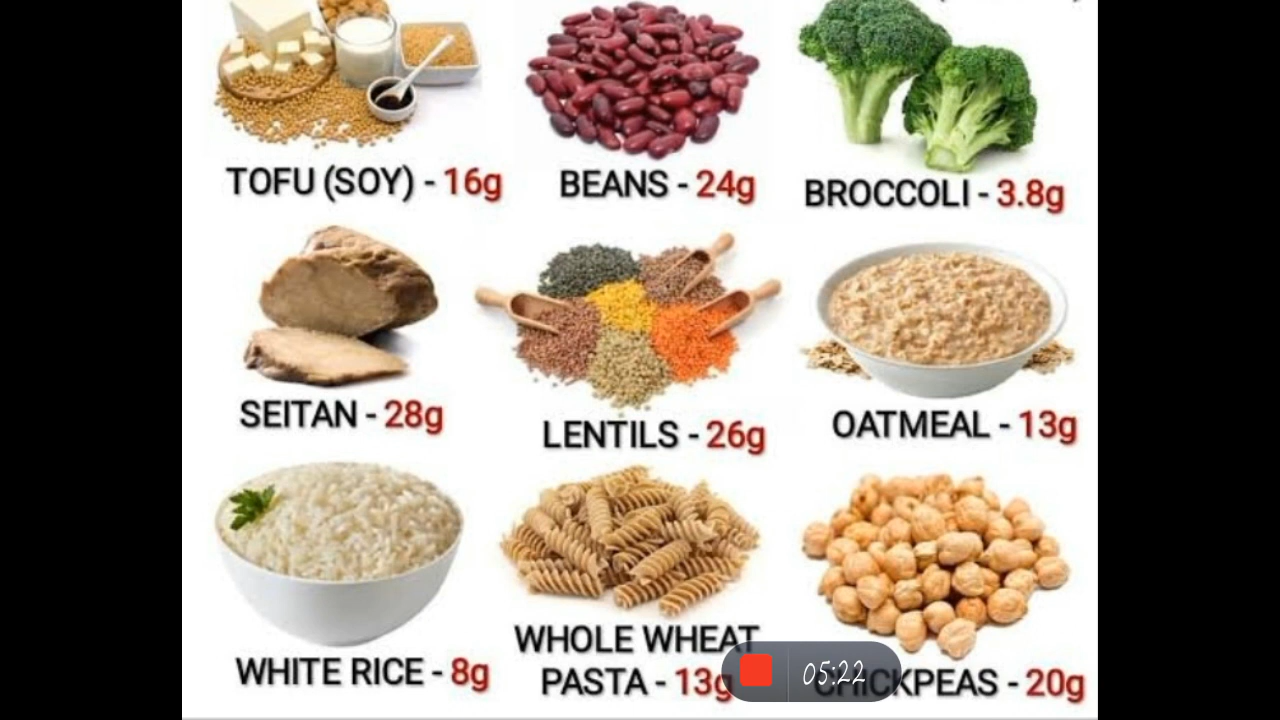 TOFU (SOY) - 16g
BEANS - 24g
BROCCOLI - 3.8g
SEITAN - 28g
LENTILS - 26g
OATMEAL - 13g
WHITE RICE - 8g
WHOLE WHEAT
PASTA - 13g
05:22
CHICKPEAS - 20g